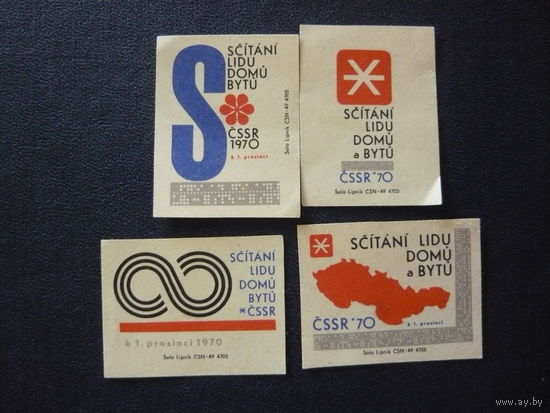 S
SČÍTÁNÍ
LIDU
DOMŮ
BYTŮ
ČSSR
1970
k 1. prosinci
Solo Lipník ČSN-49 4705
SČÍTÁNÍ
LIDU
DOMŮ
a BYTŮ
ČSSR '70
Solo Lipník ČSN-49 4705
SČÍTÁNÍ
LIDU
DOMŮ
BYTŮ
*ČSSR
k 1. prosinci 1970
Solo Lipník ČSN-49 4705
SČÍTÁNÍ LIDU
DOMŮ
a BYTŮ
ČSSR '70
k 1. prosinci
Solo Lipník ČSN-49 4705
www.ay.by